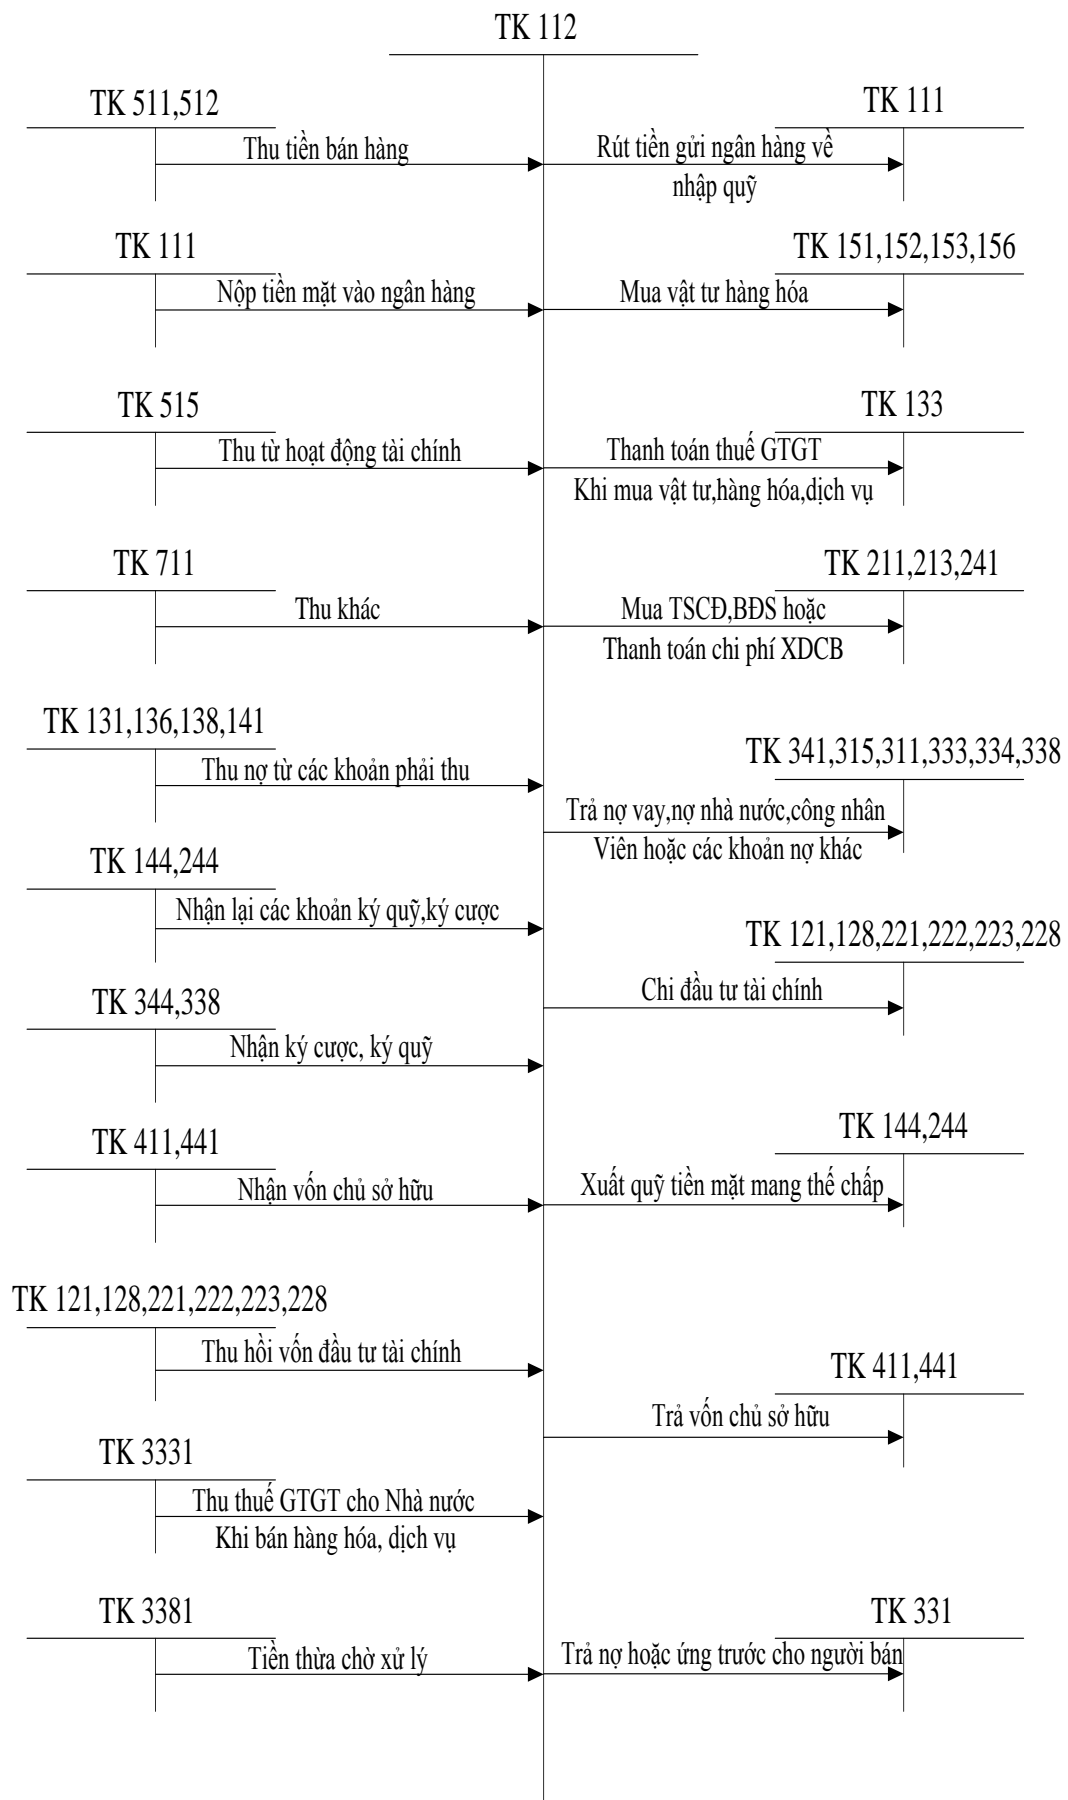 TK 112
TK 511,512
TK 111
Thu tiền bán hàng
Rút tiền gửi ngân hàng về
nhập quỹ
TK 111
TK 151,152,153,156
Nộp tiền mặt vào ngân hàng
Mua vật tư hàng hóa
TK 515
TK 133
Thu từ hoạt động tài chính
Thanh toán thuế GTGT
Khi mua vật tư,hàng hóa,dịch vụ
TK 711
TK 211,213,241
Thu khác
Mua TSCĐ,BĐS hoặc
Thanh toán chi phí XDCB
TK 131,136,138,141
TK 341,315,311,333,334,338
Thu nợ từ các khoản phải thu
Trả nợ vay,nợ nhà nước,công nhân
Viên hoặc các khoản nợ khác
TK 144,244
Nhận lại các khoản ký quỹ,ký cược
TK 121,128,221,222,223,228
Chi đầu tư tài chính
TK 344,338
Nhận ký cược, ký quỹ
TK 144,244
TK 411,441
Nhận vốn chủ sở hữu
Xuất quỹ tiền mặt mang thế chấp
TK 121,128,221,222,223,228
Thu hồi vốn đầu tư tài chính
TK 411,441
Trả vốn chủ sở hữu
TK 3331
Thu thuế GTGT cho Nhà nước
Khi bán hàng hóa, dịch vụ
TK 3381
TK 331
Tiền thừa chờ xử lý
Trả nợ hoặc ứng trước cho người bán